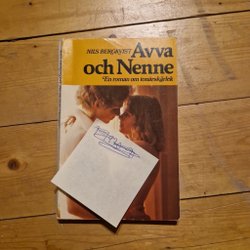 NILS BERGKVIST Avva
och Nenne
En roman om tonårskärlek